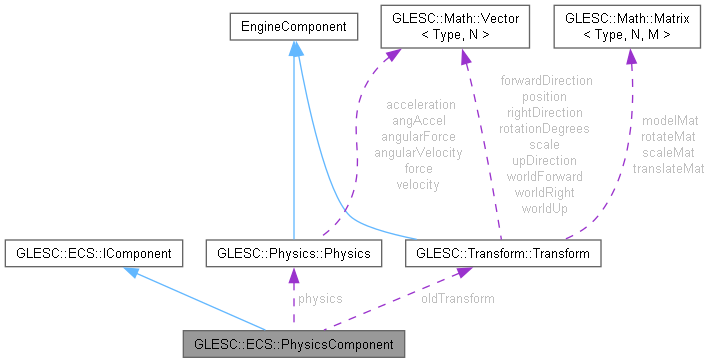 EngineComponent
GLESC::Math::Vector
< Type, N >
GLESC::Math::Matrix
< Type, N, M >
acceleration
angAccel
angularForce
angularVelocity
force
velocity
forwardDirection
position
rightDirection
rotationDegrees
scale
upDirection
worldForward
worldRight
worldUp
modelMat
rotateMat
scaleMat
translateMat
GLESC::ECS::IComponent
GLESC::Physics::Physics
GLESC::Transform::Transform
physics
oldTransform
GLESC::ECS::PhysicsComponent